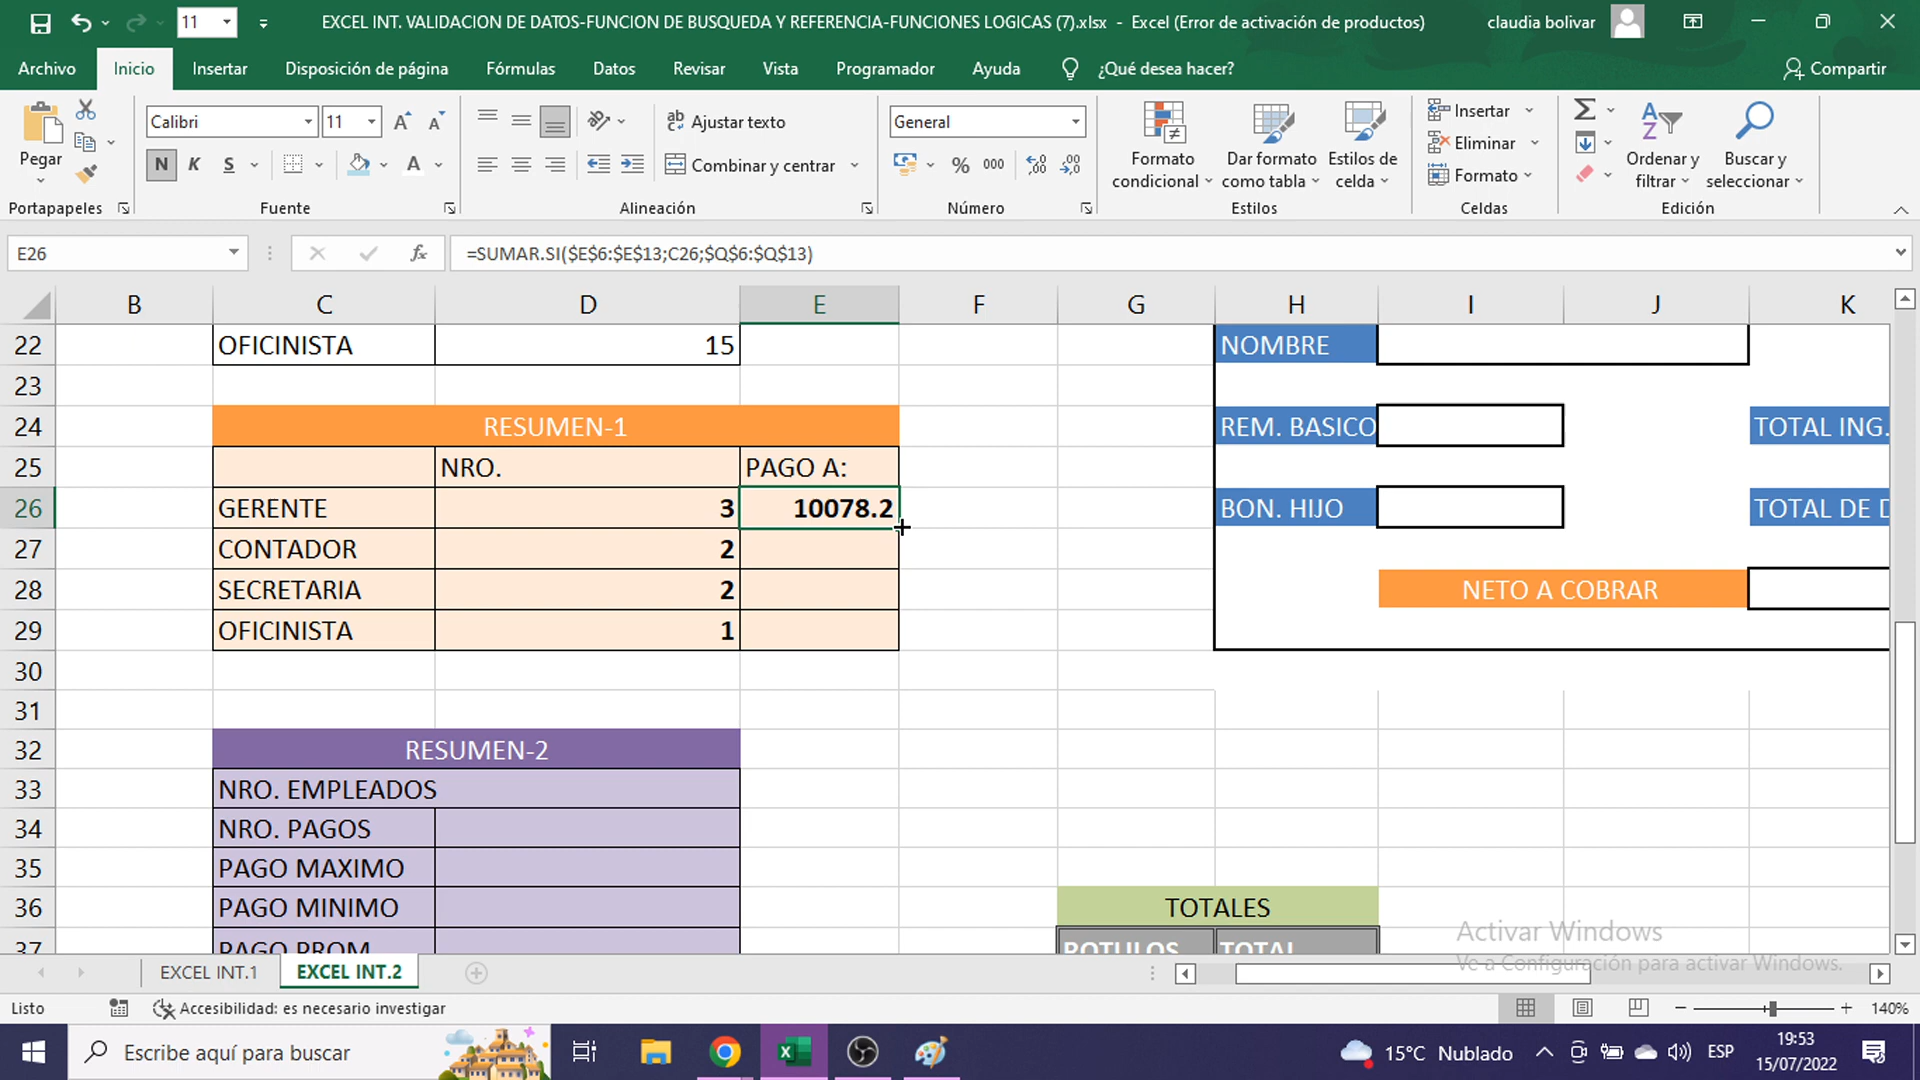 11
EXCEL INT. VALIDACION DE DATOS-FUNCION DE BUSQUEDA Y REFERENCIA-FUNCIONES LOGICAS (7).xlsx - Excel (Error de activación de productos)
claudia bolivar
Archivo Inicio Insertar Disposición de página Fórmulas Datos Revisar Vista Programador Ayuda ¿Qué desea hacer? Compartir
Pegar
Calibri 11
N K S A
Ajustar texto
Combinar y centrar
General
% 000
Formato condicional
Dar formato como tabla
Estilos de celda
Insertar
Eliminar
Formato
Ordenar y filtrar
Buscar y seleccionar
Portapapeles Fuente Alineación Número Estilos Celdas Edición
E26 fx =SUMAR.SI($E$6:$E$13;C26;$Q$6:$Q$13)
B C D E F G H I J K
22 OFICINISTA 15 NOMBRE
23
24 RESUMEN-1 REM. BASICO TOTAL ING.
25 NRO. PAGO A:
26 GERENTE 3 10078.2 BON. HIJO TOTAL DE D
27 CONTADOR 2
28 SECRETARIA 2 NETO A COBRAR
29 OFICINISTA 1
30
31
32 RESUMEN-2
33 NRO. EMPLEADOS
34 NRO. PAGOS
35 PAGO MAXIMO
36 PAGO MINIMO TOTALES
37 PAGO PROM ROTULOS TOTAL
Activar Windows
Ve a Configuración para activar Windows.
EXCEL INT.1 EXCEL INT.2
Listo Accesibilidad: es necesario investigar 140%
Escribe aquí para buscar
15°C Nublado
ESP
19:53
15/07/2022